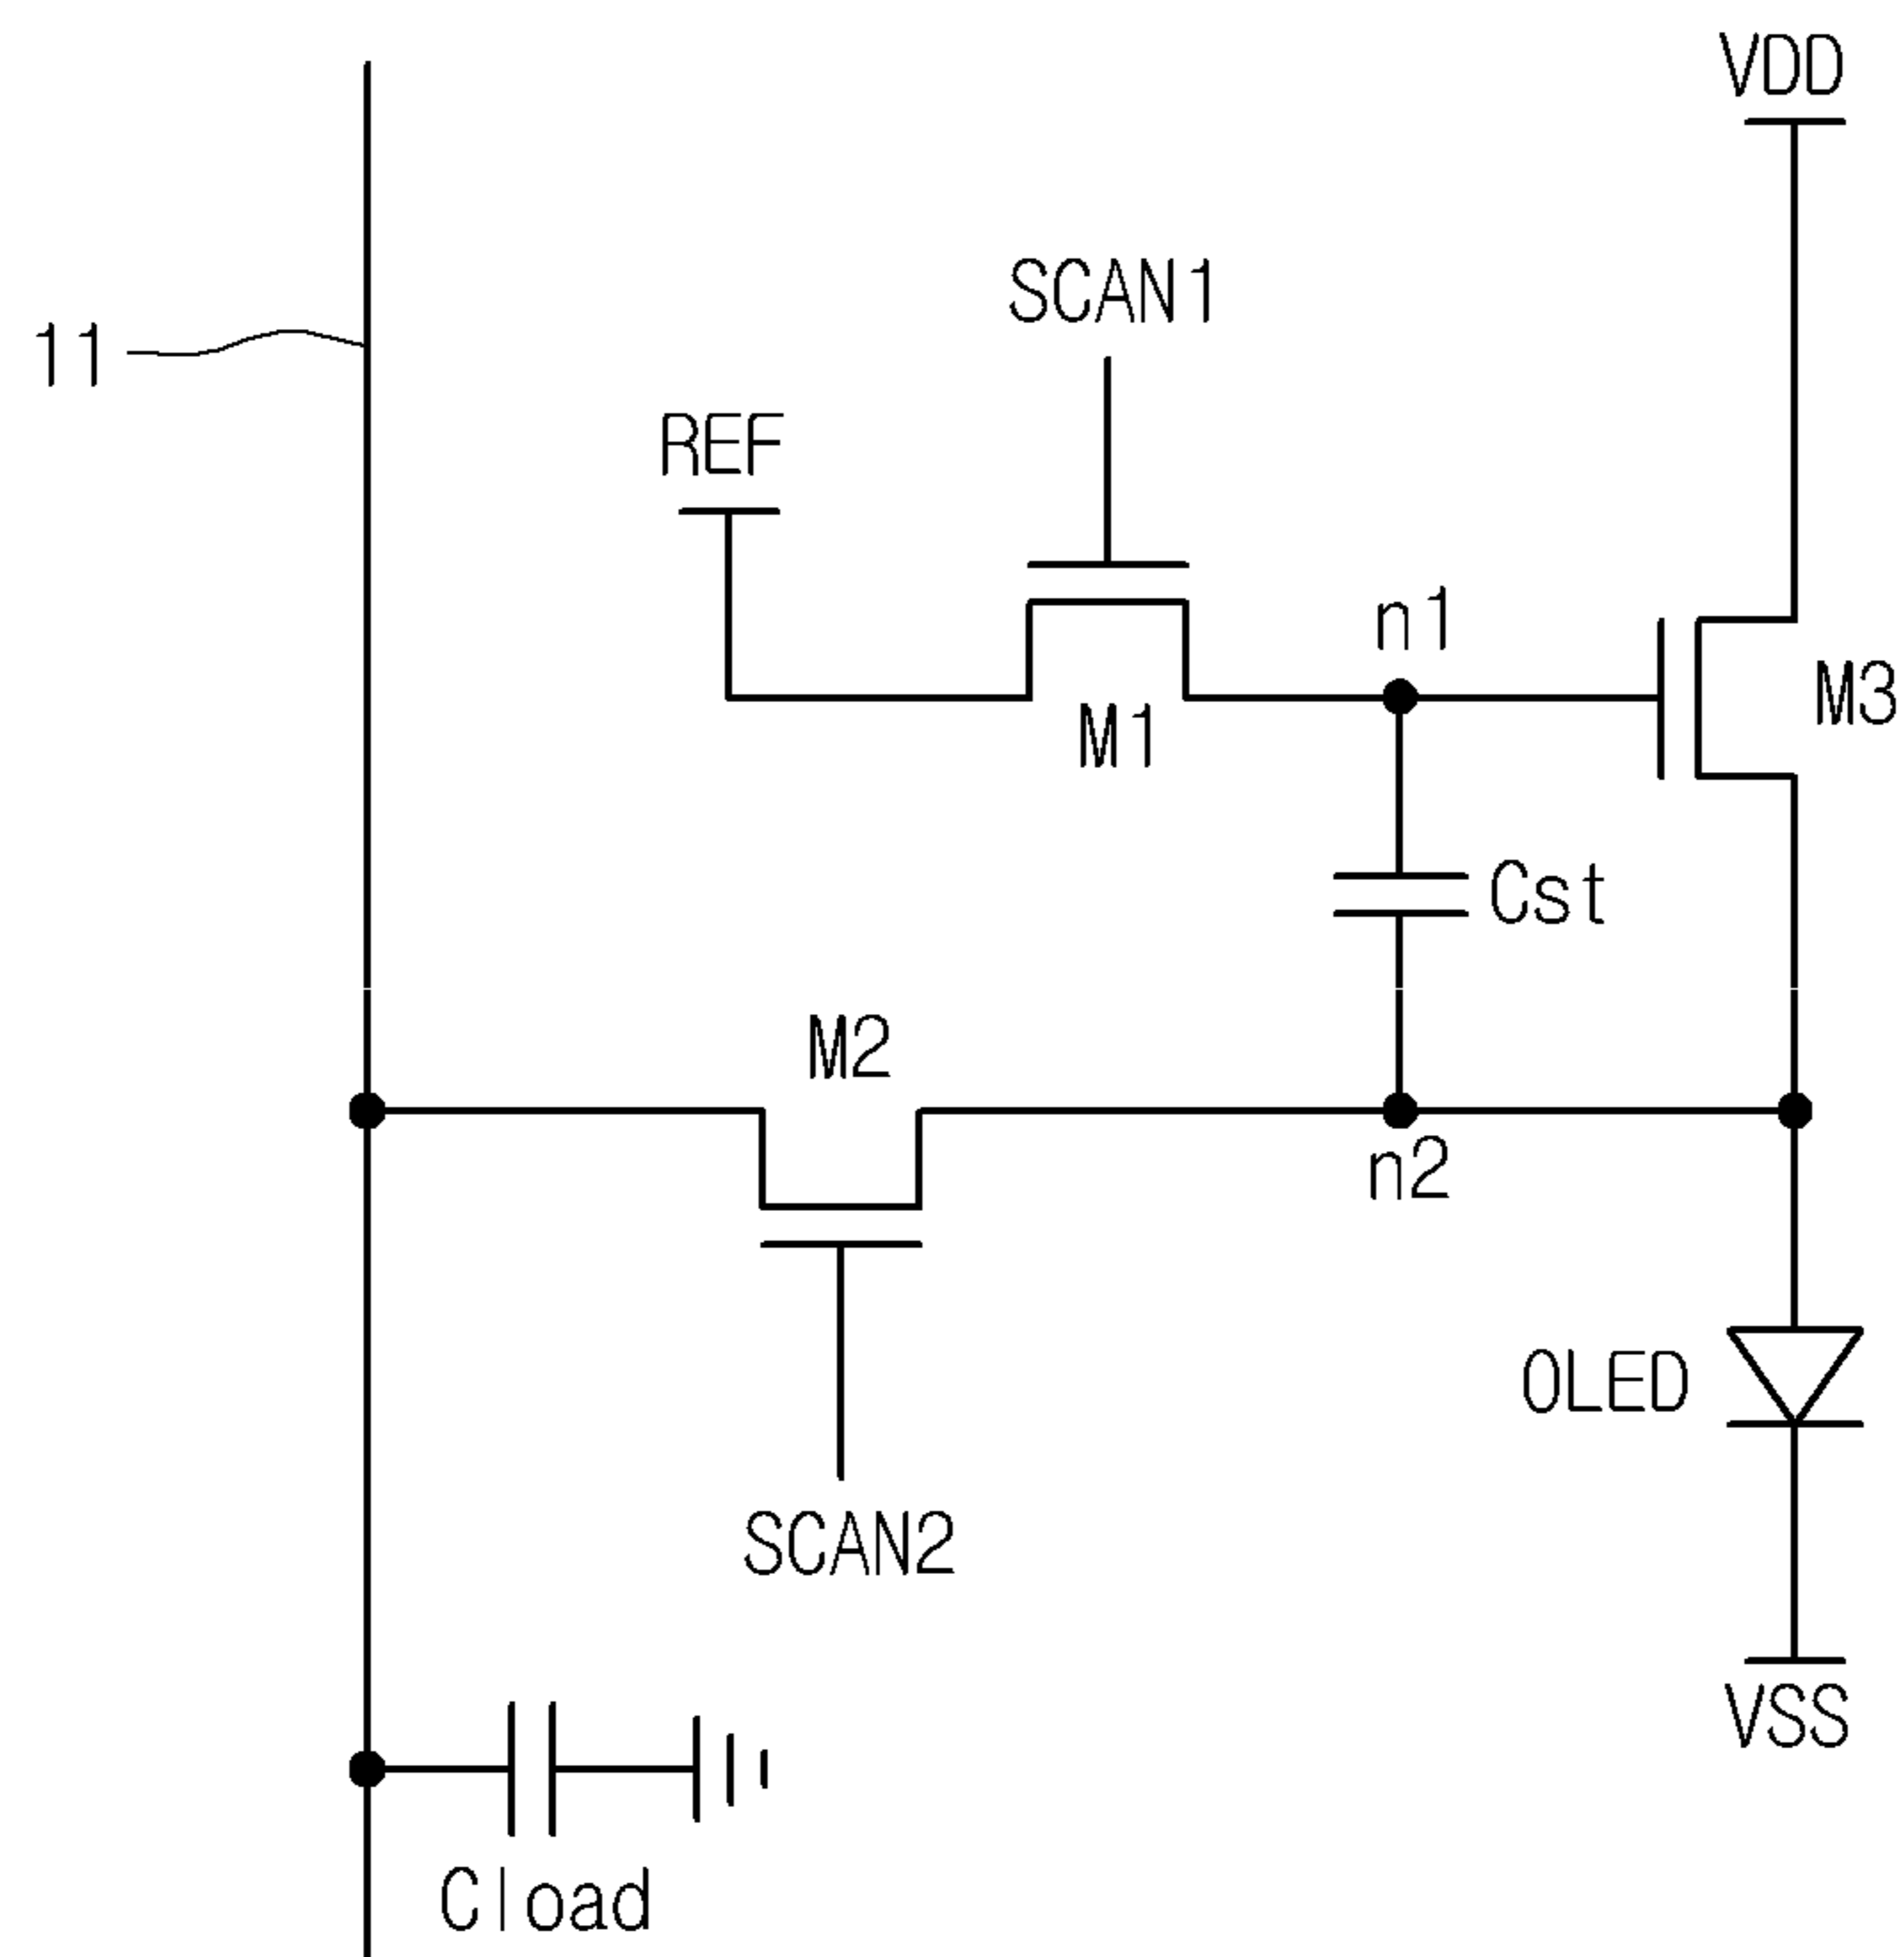 VDD
SCAN1
11
REF
n1
M3
M1
Cst
M2
n2
OLED
SCAN2
VSS
Cload